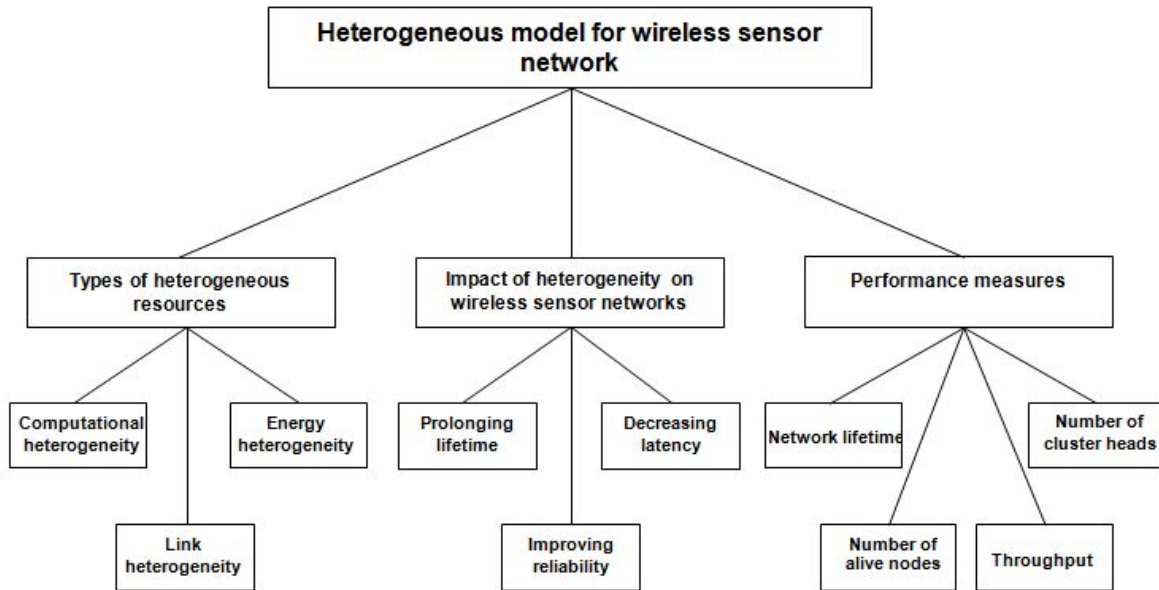 Heterogeneous model for wireless sensor
network
Types of heterogeneous
resources
Impact of heterogeneity on
wireless sensor networks
Performance measures
Computational
heterogeneity
Energy
heterogeneity
Prolonging
lifetime
Decreasing
latency
Network lifetime
Number of
cluster heads
Link
heterogeneity
Improving
reliability
Number of
alive nodes
Throughput